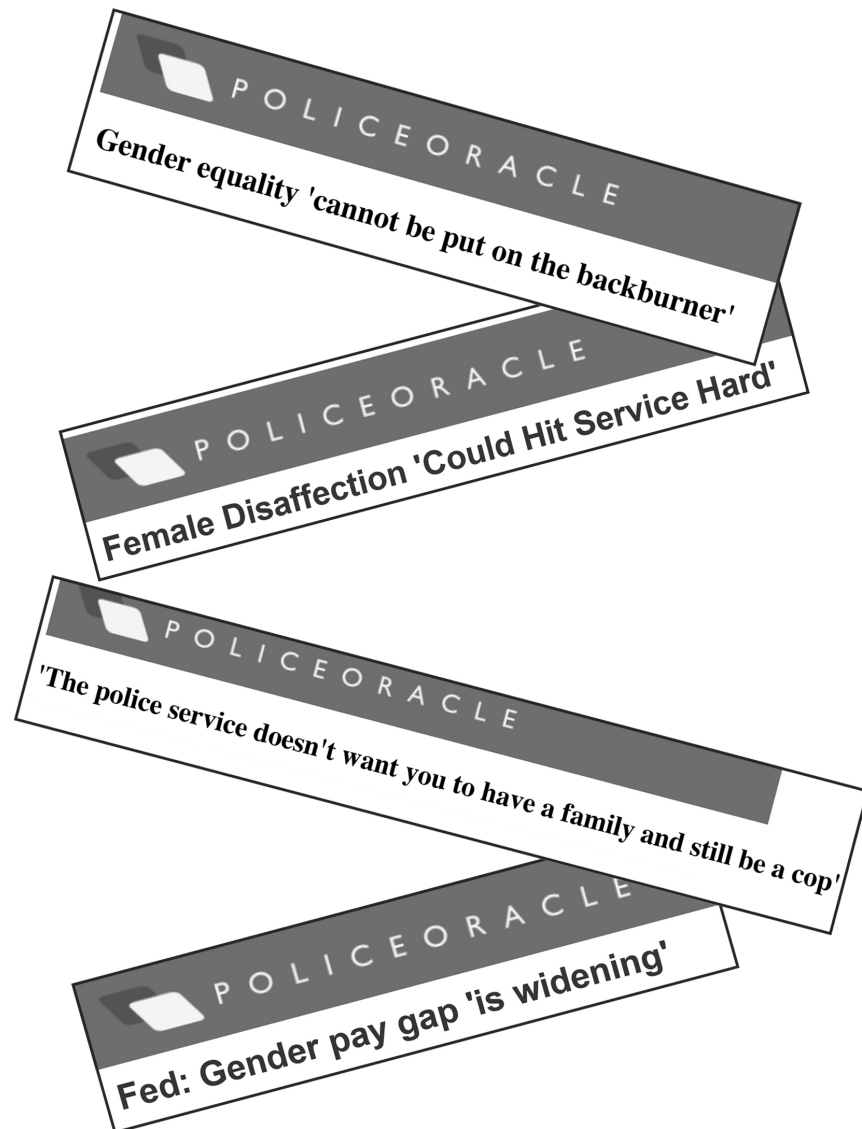 POLICEORACLE
Gender equality 'cannot be put on the backburner'
POLICEORACLE
Female Disaffection 'Could Hit Service Hard'
POLICEORACLE
'The police service doesn't want you to have a family and still be a cop'
POLICEORACLE
Fed: Gender pay gap 'is widening'